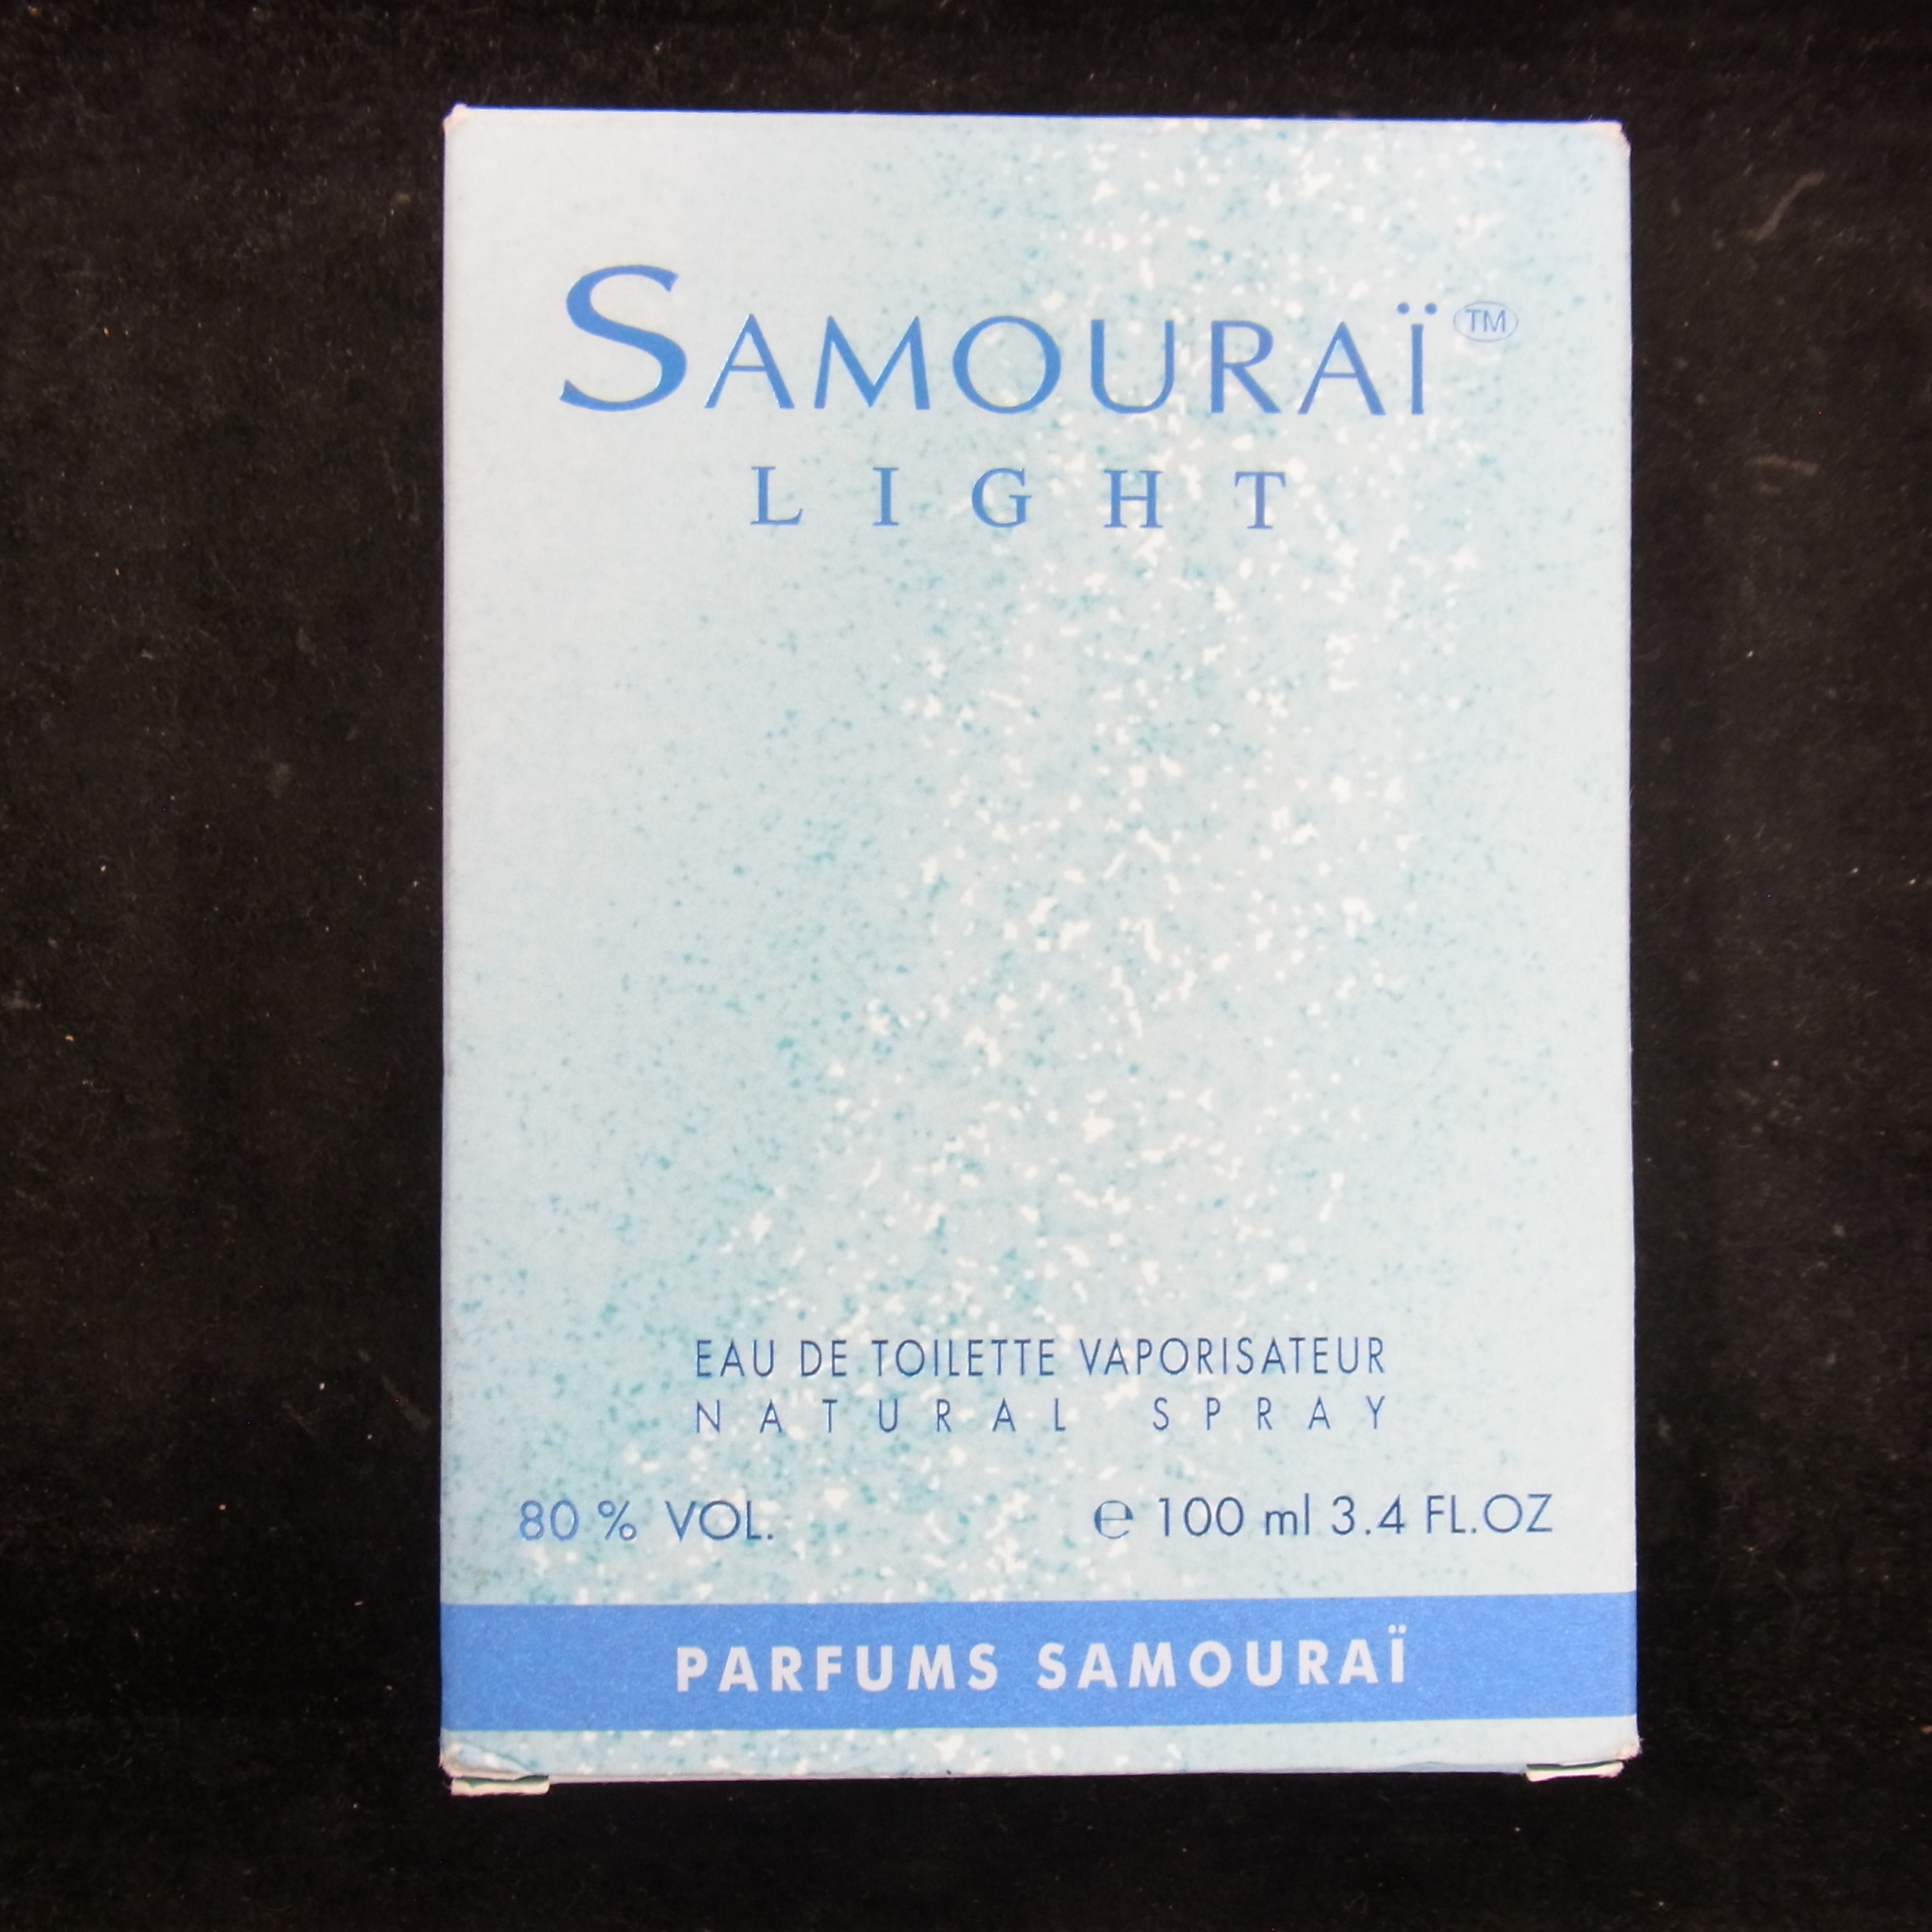 SAMOURAÏ™
LIGHT
EAU DE TOILETTE VAPORISATEUR
NATURAL SPRAY
80 % VOL.
℮ 100 ml 3.4 FL.OZ
PARFUMS SAMOURAÏ